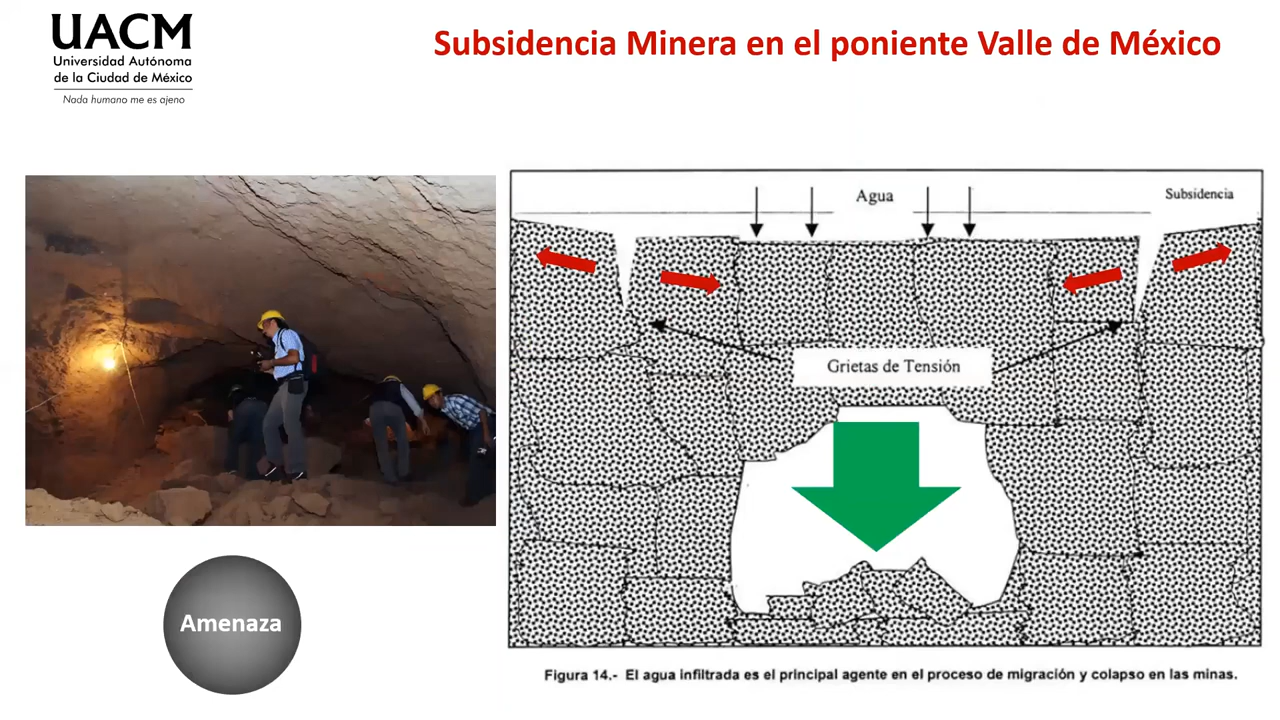 UACM
Universidad Autónoma
de la Ciudad de México
Nada humano me es ajeno
Subsidencia Minera en el poniente Valle de México
Agua
Subsidencia
Grietas de Tensión
Amenaza
Figura 14.- El agua infiltrada es el principal agente en el proceso de migración y colapso en las minas.